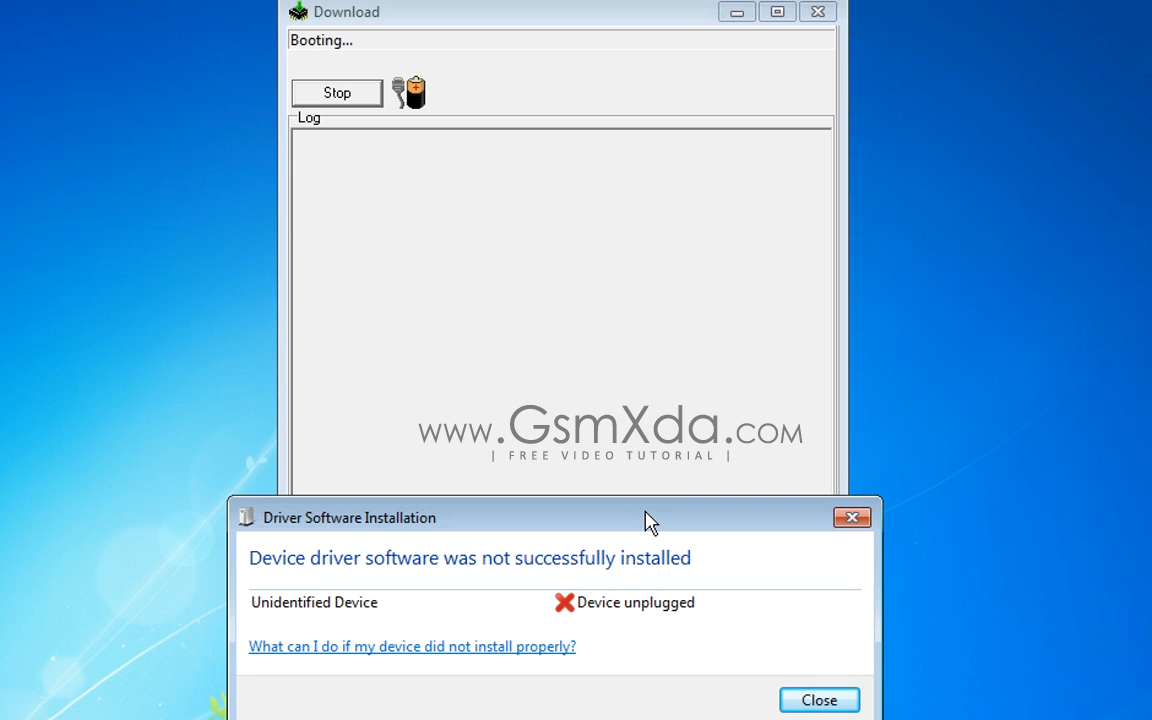 Download
Booting...
Stop
Log
www.GsmXda.com
| FREE VIDEO TUTORIAL |
Driver Software Installation
Device driver software was not successfully installed
Unidentified Device Device unplugged
What can I do if my device did not install properly?
Close